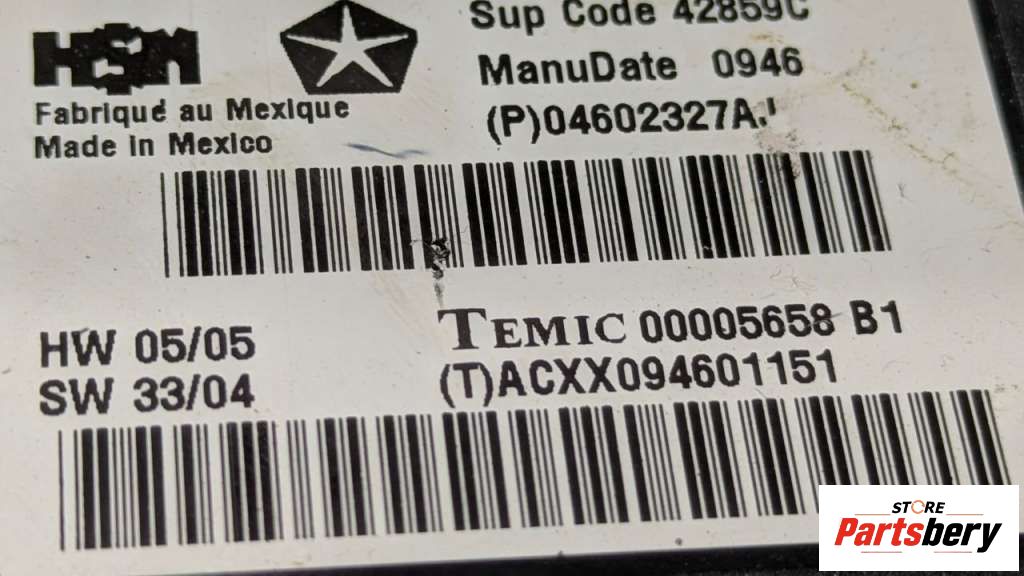 HSM
Sup Code 42859C
ManuDate 0946
Fabriqué au Mexique
Made in Mexico
(P)04602327AJ
HW 05/05
SW 33/04
TEMIC 00005658 B1
(T)ACXX094601151
STORE
Partsbery